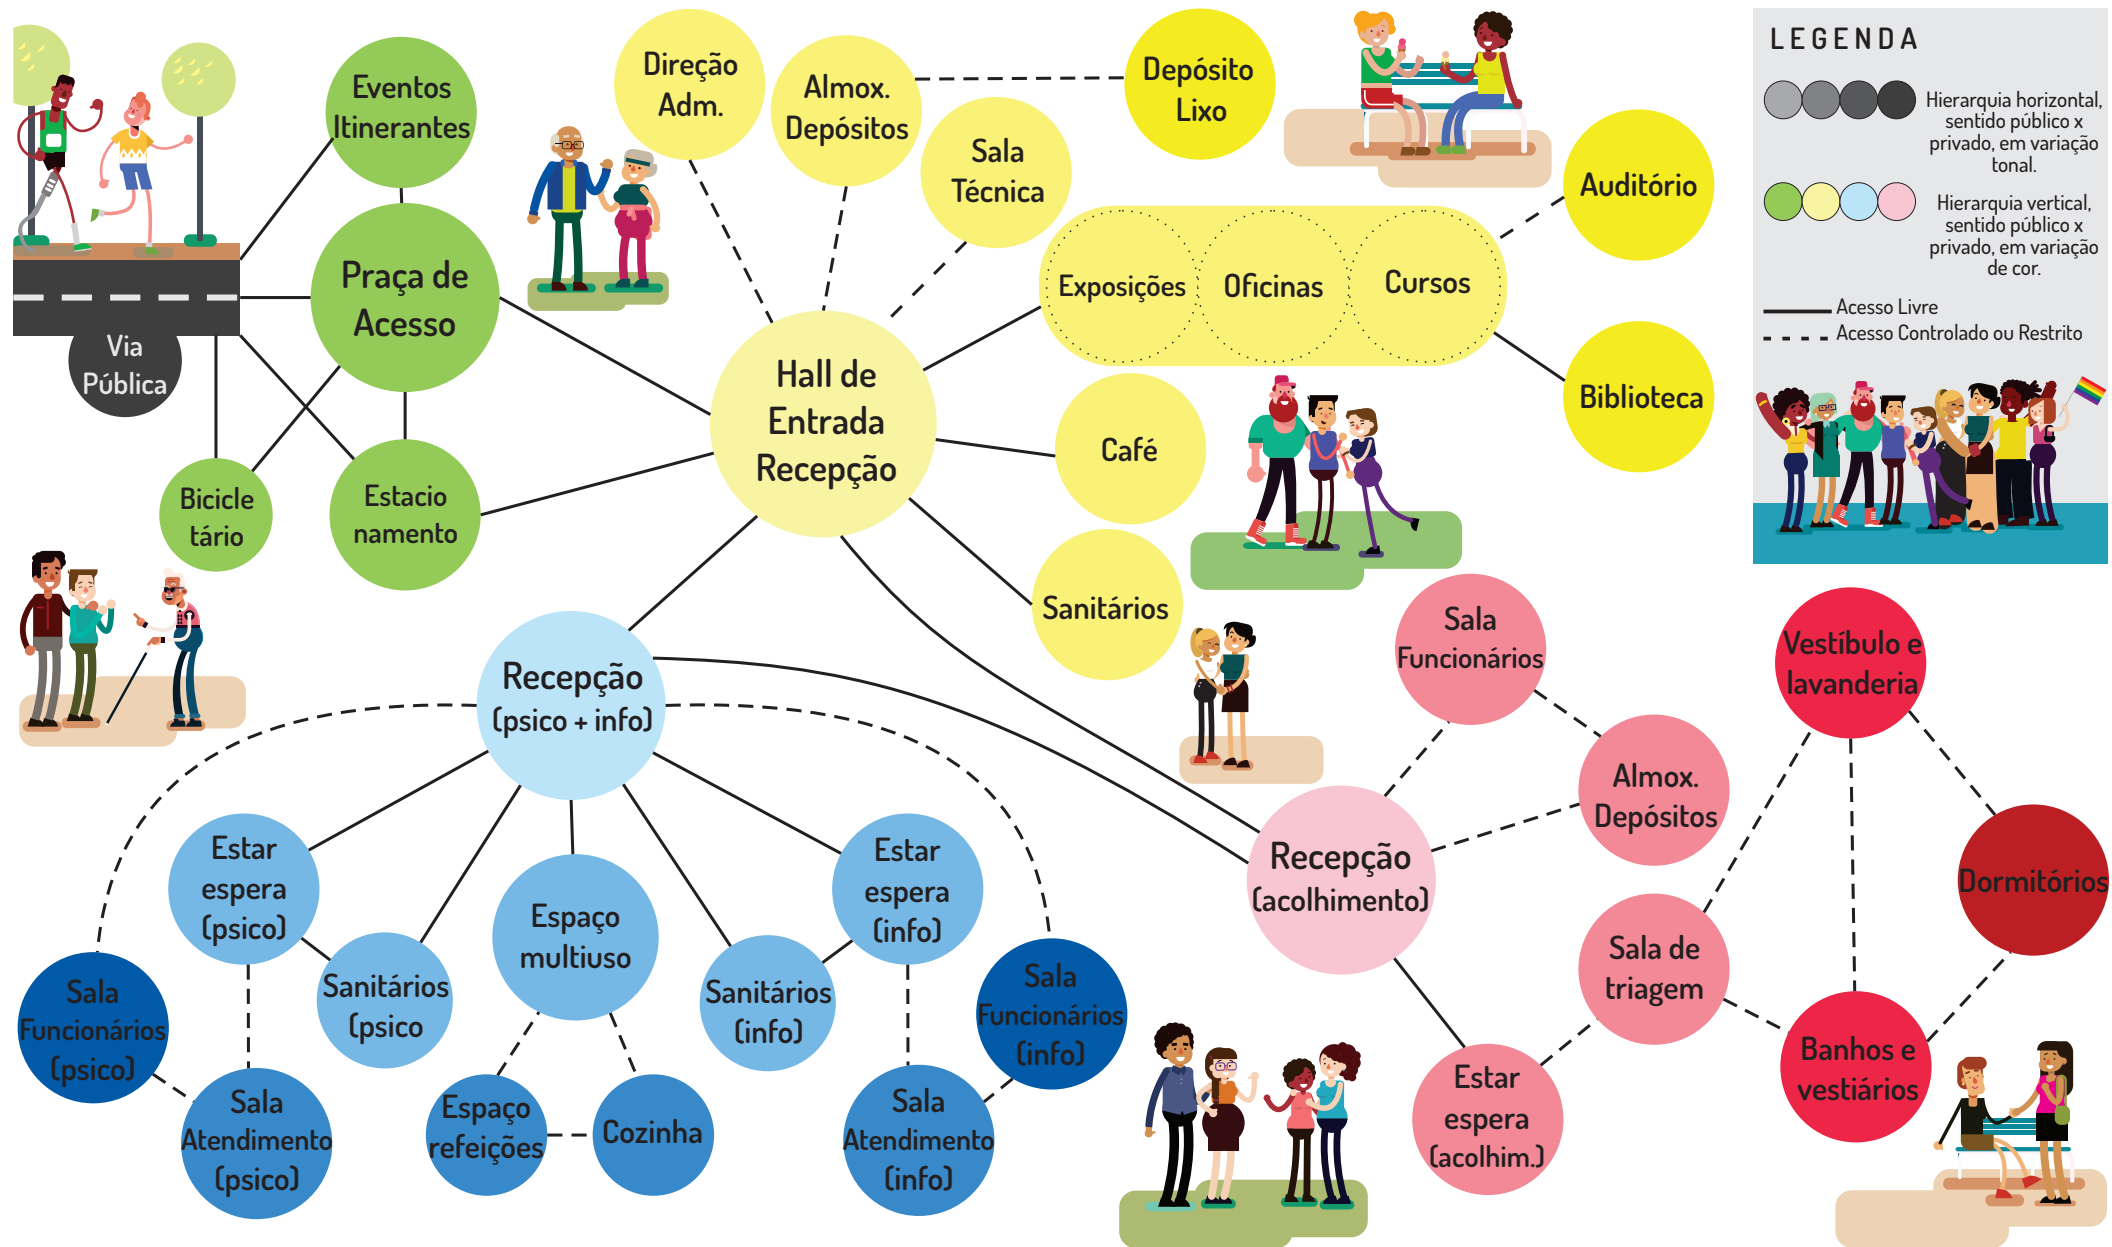 Eventos
Itinerantes
Praça de
Acesso
Via
Pública
Bicicle
tário
Estacio
namento
Direção
Adm.
Almox.
Depósitos
Sala
Técnica
Depósito
Lixo
Exposições
Oficinas
Cursos
Auditório
Biblioteca
Hall de
Entrada
Recepção
Café
Sanitários
LEGENDA
Hierarquia horizontal,
sentido público x
privado, em variação
tonal.
Hierarquia vertical,
sentido público x
privado, em variação
de cor.
Acesso Livre
Acesso Controlado ou Restrito
Recepção
(psico + info)
Estar
espera
(psico)
Sanitários
(psico
Espaço
multiuso
Sanitários
(info)
Estar
espera
(info)
Sala
Funcionários
(psico)
Sala
Atendimento
(psico)
Espaço
refeições
Cozinha
Sala
Atendimento
(info)
Sala
Funcionários
(info)
Recepção
(acolhimento)
Sala
Funcionários
Almox.
Depósitos
Sala de
triagem
Estar
espera
(acolhim.)
Vestíbulo e
lavanderia
Dormitórios
Banhos e
vestiários